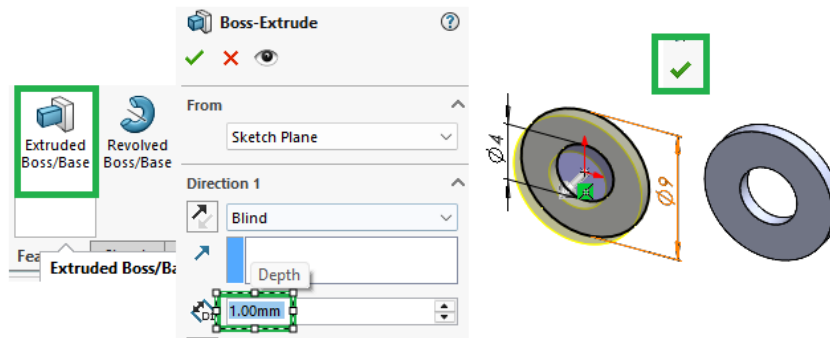 Boss-Extrude
From
Sketch Plane
Direction 1
Blind
Depth
D1
1.00mm
Extruded
Boss/Base
Revolved
Boss/Base
Extruded Boss/Ba
Ø4
Ø9